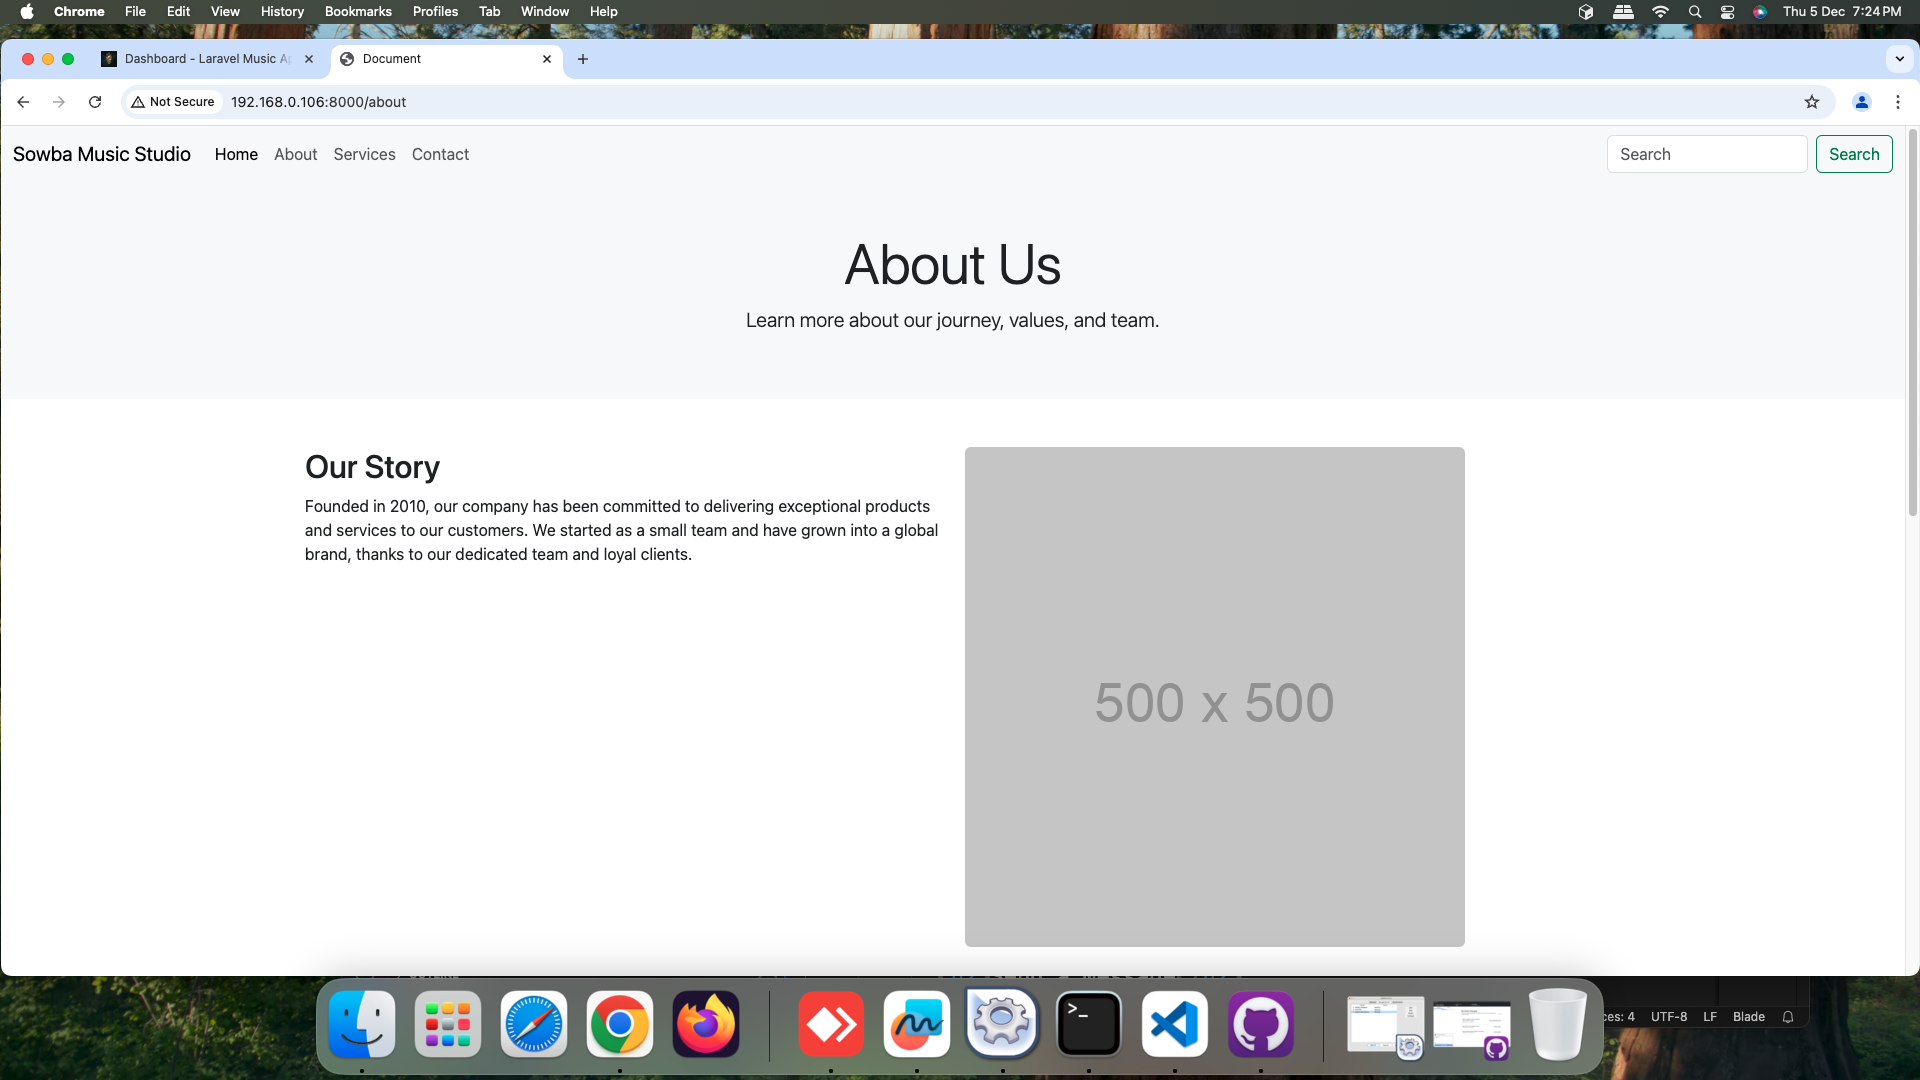 Chrome File Edit View History Bookmarks Profiles Tab Window Help
Thu 5 Dec 7:24 PM
Dashboard - Laravel Music Ap
Document
Not Secure 192.168.0.106:8000/about
Sowba Music Studio Home About Services Contact
Search Search
About Us
Learn more about our journey, values, and team.
Our Story
Founded in 2010, our company has been committed to delivering exceptional products
and services to our customers. We started as a small team and have grown into a global
brand, thanks to our dedicated team and loyal clients.
500 x 500
ces: 4 UTF-8 LF Blade